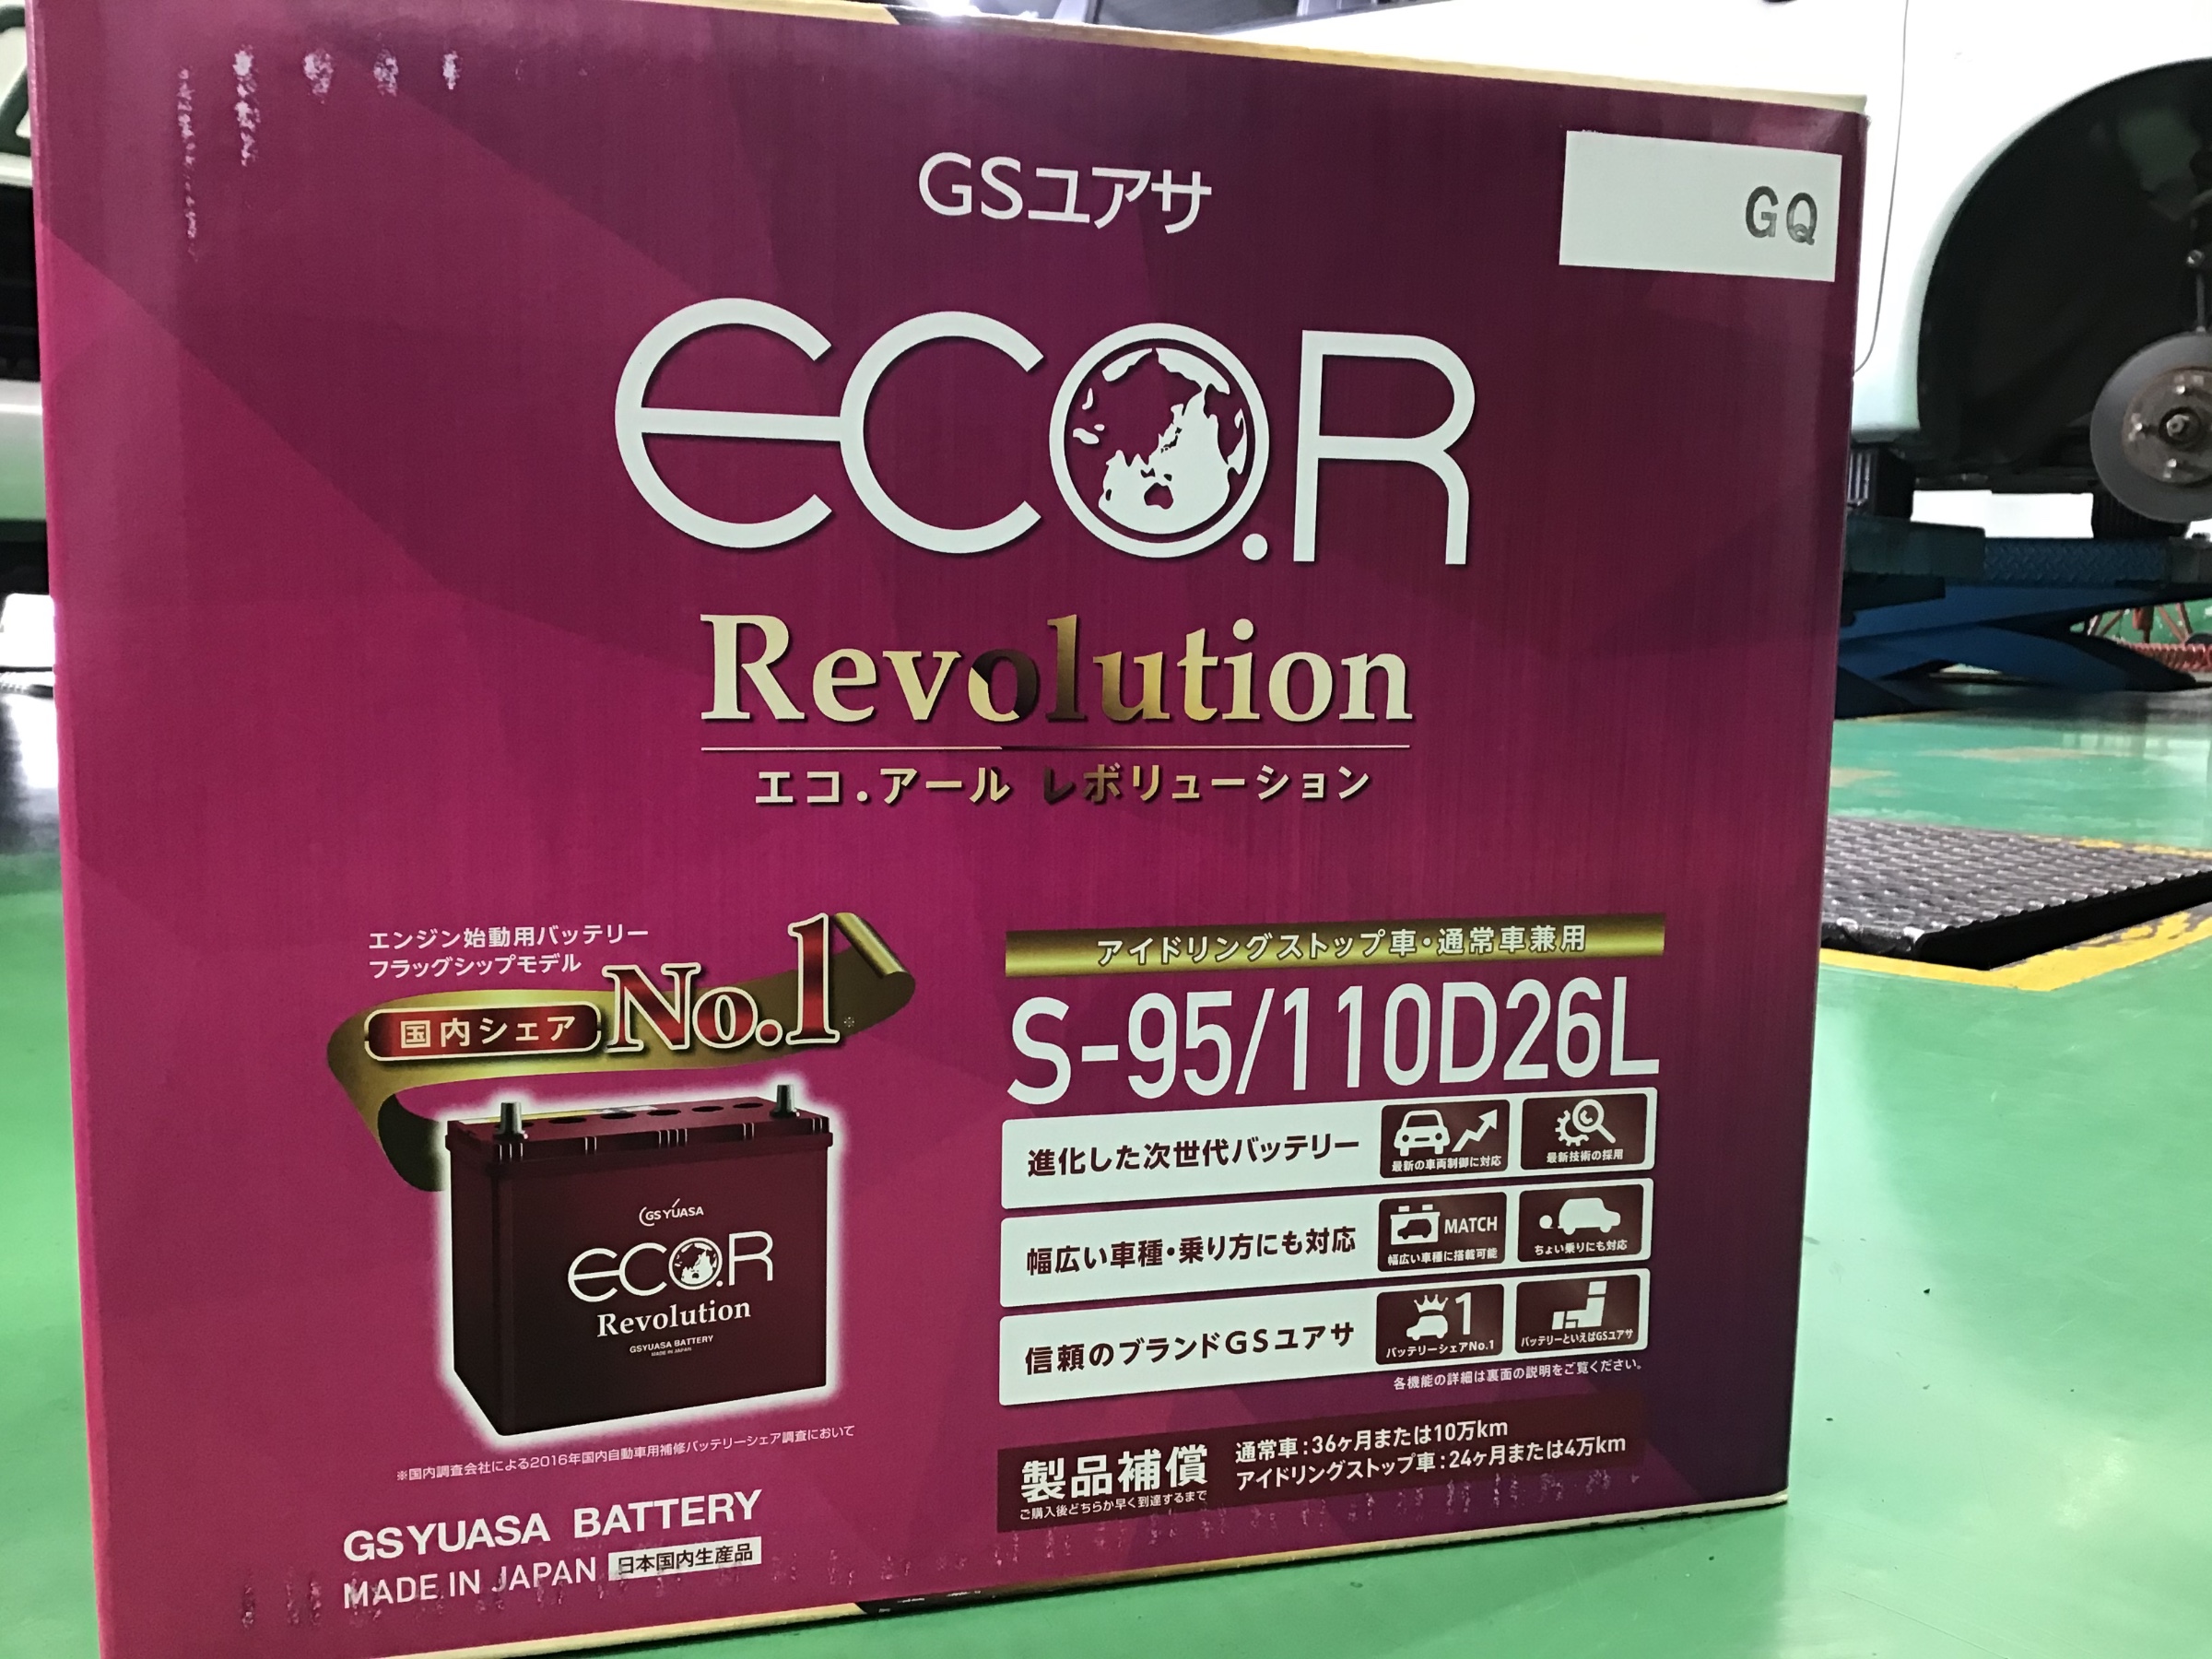 GSユアサ
GQ
ECO.R
Revolution
エコ.アール レボリューション
エンジン始動用バッテリー
フラッグシップモデル
国内シェア No.1※
GS YUASA
ECO.R
Revolution
GSYUASA BATTERY
MADE IN JAPAN
※国内調査会社による2016年国内自動車用補修バッテリーシェア調査において
GSYUASA BATTERY
MADE IN JAPAN 日本国内生産品
アイドリングストップ車・通常車兼用
S-95/110D26L
進化した次世代バッテリー
最新の車両制御に対応
最新技術の採用
幅広い車種・乗り方にも対応
MATCH
幅広い車種に搭載可能
ちょい乗りにも対応
信頼のブランドGSユアサ
1
バッテリーシェアNo.1
バッテリーといえばGSユアサ
各機能の詳細は裏面の説明をご覧ください。
製品補償
ご購入後どちらか早く到達するまで
通常車:36ヶ月または10万km
アイドリングストップ車:24ヶ月または4万km